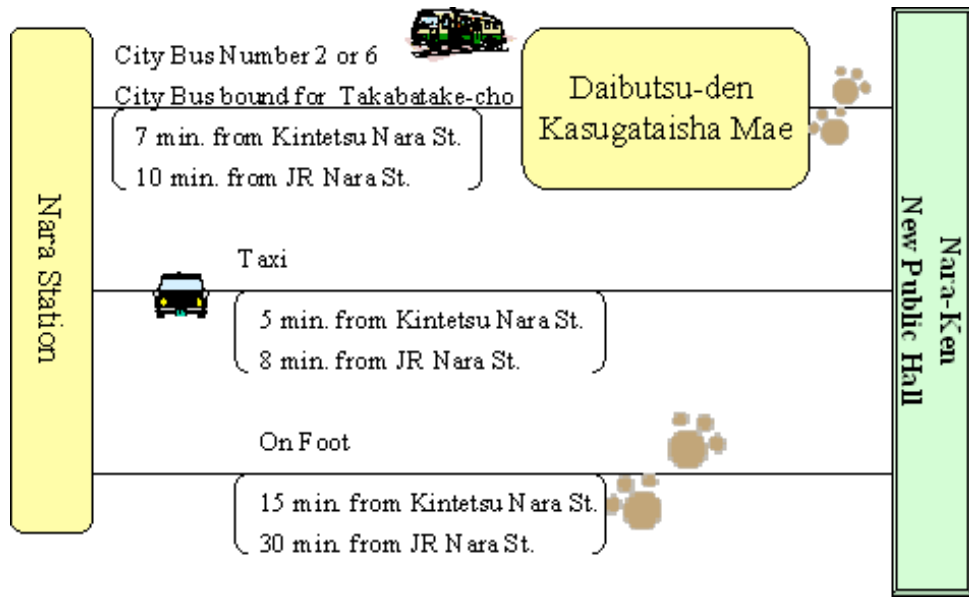 City Bus Number 2 or 6
City Bus bound for Takabatake-cho
7 min. from Kintetsu Nara St.
10 min. from JR Nara St.
Daibutsu-den
Kasugataisha Mae
Nara Station
Taxi
5 min. from Kintetsu Nara St.
8 min. from JR Nara St.
On Foot
15 min. from Kintetsu Nara St.
30 min. from JR Nara St.
Nara-Ken
New Public Hall